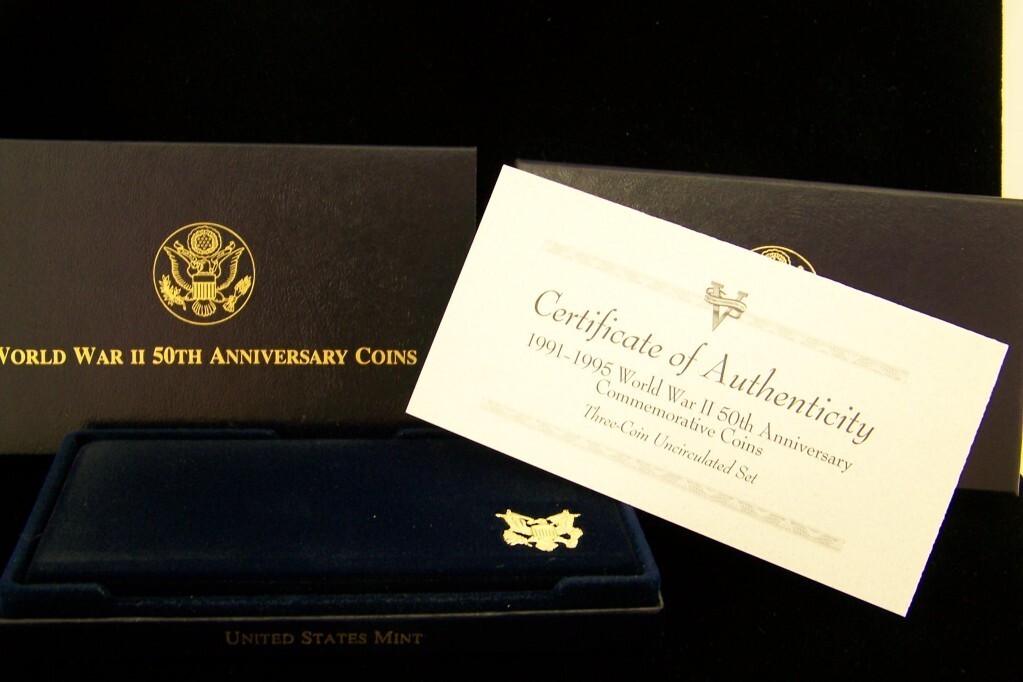 WORLD WAR II 50TH ANNIVERSARY COINS
Certificate of Authenticity
1991-1995 World War II 50th Anniversary
Commemorative Coins
Three-Coin Uncirculated Set
UNITED STATES MINT